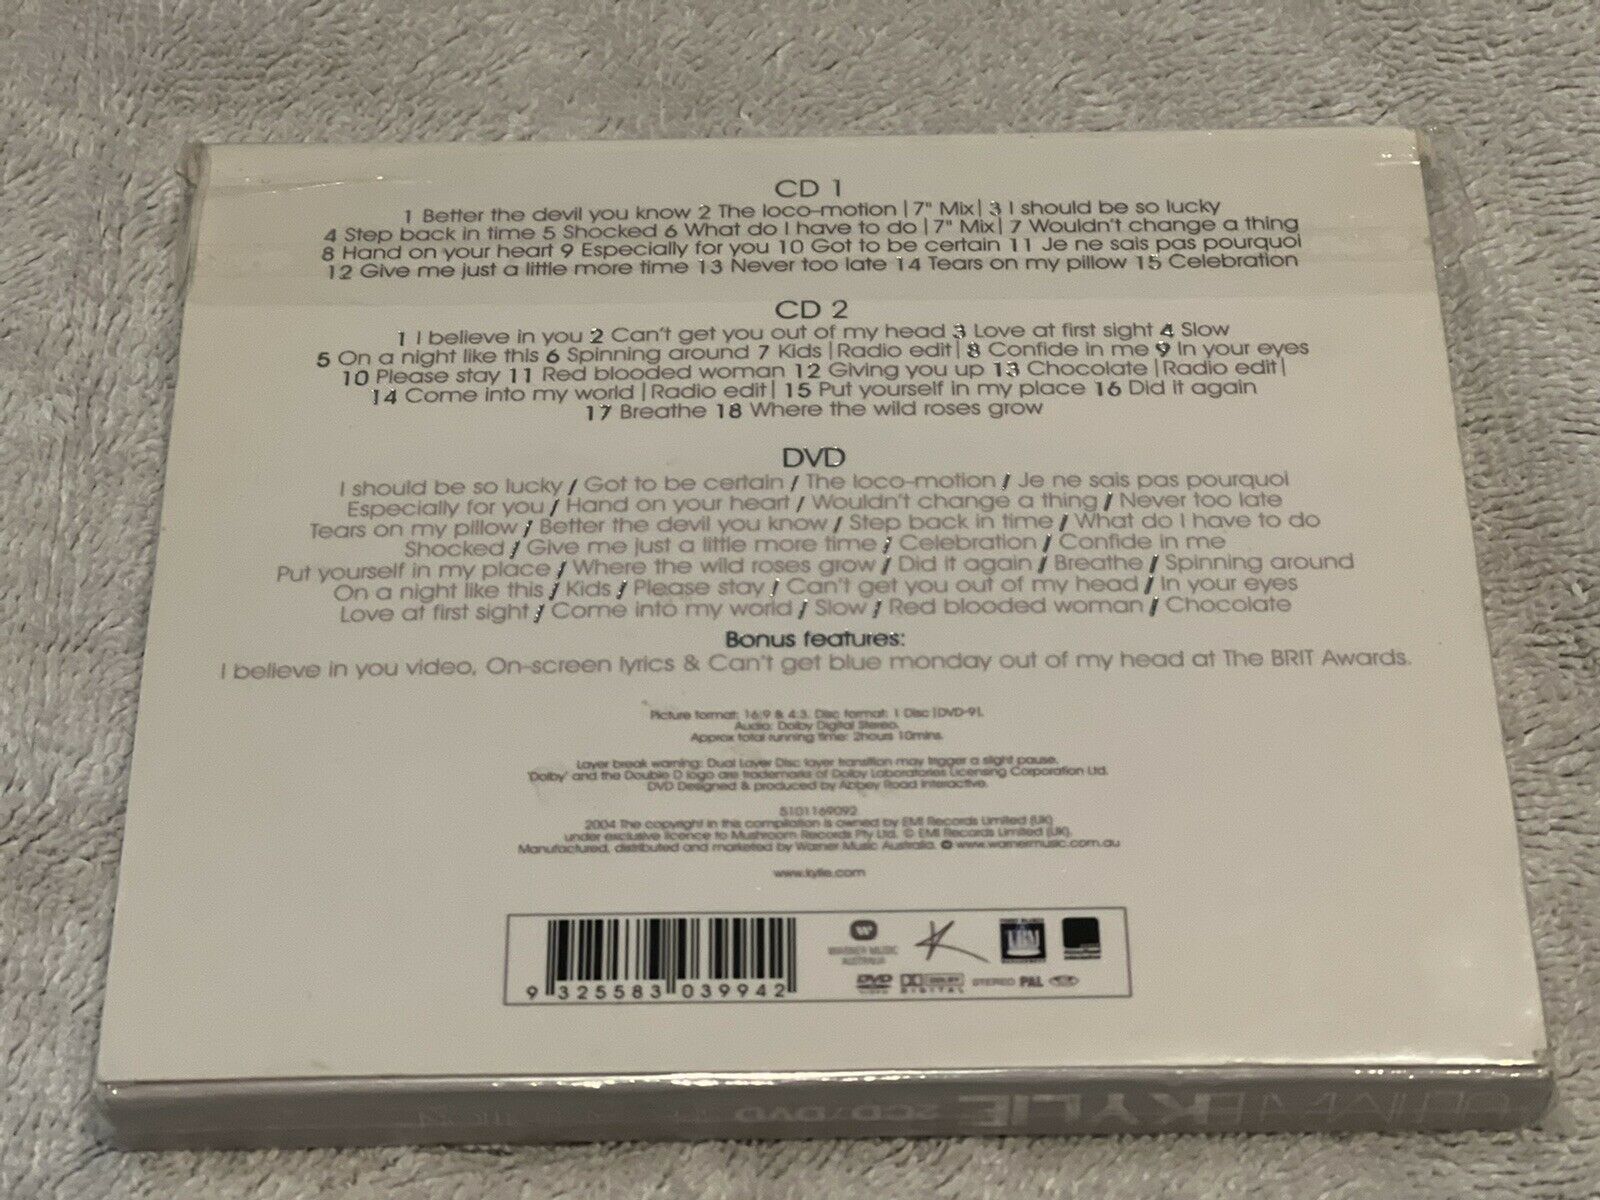 CD 1
1 Better the devil you know 2 The loco-motion | 7" Mix| 3 I should be so lucky
4 Step back in time 5 Shocked 6 What do I have to do | 7" Mix| 7 Wouldn't change a thing
8 Hand on your heart 9 Especially for you 10 Got to be certain 11 Je ne sais pas pourquoi
12 Give me just a little more time 13 Never too late 14 Tears on my pillow 15 Celebration
CD 2
1 I believe in you 2 Can't get you out of my head 3 Love at first sight 4 Slow
5 On a night like this 6 Spinning around 7 Kids |Radio edit| 8 Confide in me 9 In your eyes
10 Please stay 11 Red blooded woman 12 Giving you up 13 Chocolate |Radio edit|
14 Come into my world |Radio edit| 15 Put yourself in my place 16 Did it again
17 Breathe 18 Where the wild roses grow
DVD
I should be so lucky / Got to be certain / The loco-motion / Je ne sais pas pourquoi
Especially for you / Hand on your heart / Wouldn't change a thing / Never too late
Tears on my pillow / Better the devil you know / Step back in time / What do I have to do
Shocked / Give me just a little more time / Celebration / Confide in me
Put yourself in my place / Where the wild roses grow / Did it again / Breathe / Spinning around
On a night like this / Kids / Please stay / Can't get you out of my head / In your eyes
Love at first sight / Come into my world / Slow / Red blooded woman / Chocolate
Bonus features:
I believe in you video, On-screen lyrics & Can't get blue monday out of my head at The BRIT Awards.
Picture format: 16:9 & 4:3. Disc format: 1 Disc |DVD-9|.
Audio: Dolby Digital Stereo.
Approx total running time: 2hours 10mins.
Layer break warning: Dual Layer Disc layer transition may trigger a slight pause.
'Dolby' and the Double D logo are trademarks of Dolby Laboratories Licensing Corporation Ltd.
DVD Designed & produced by Abbey Road Interactive.
5101169092
2004 The copyright in this compilation is owned by EMI Records Limited (UK)
under exclusive licence to Mushroom Records Pty Ltd. © EMI Records Limited (UK).
Manufactured, distributed and marketed by Warner Music Australia. www.warnermusic.com.au
www.kylie.com
9 325583 039942
WARNER MUSIC
AUSTRALIA
K
DVD
VIDEO
DOLBY
DIGITAL
STEREO PAL
KYLIE 2CD/DVD